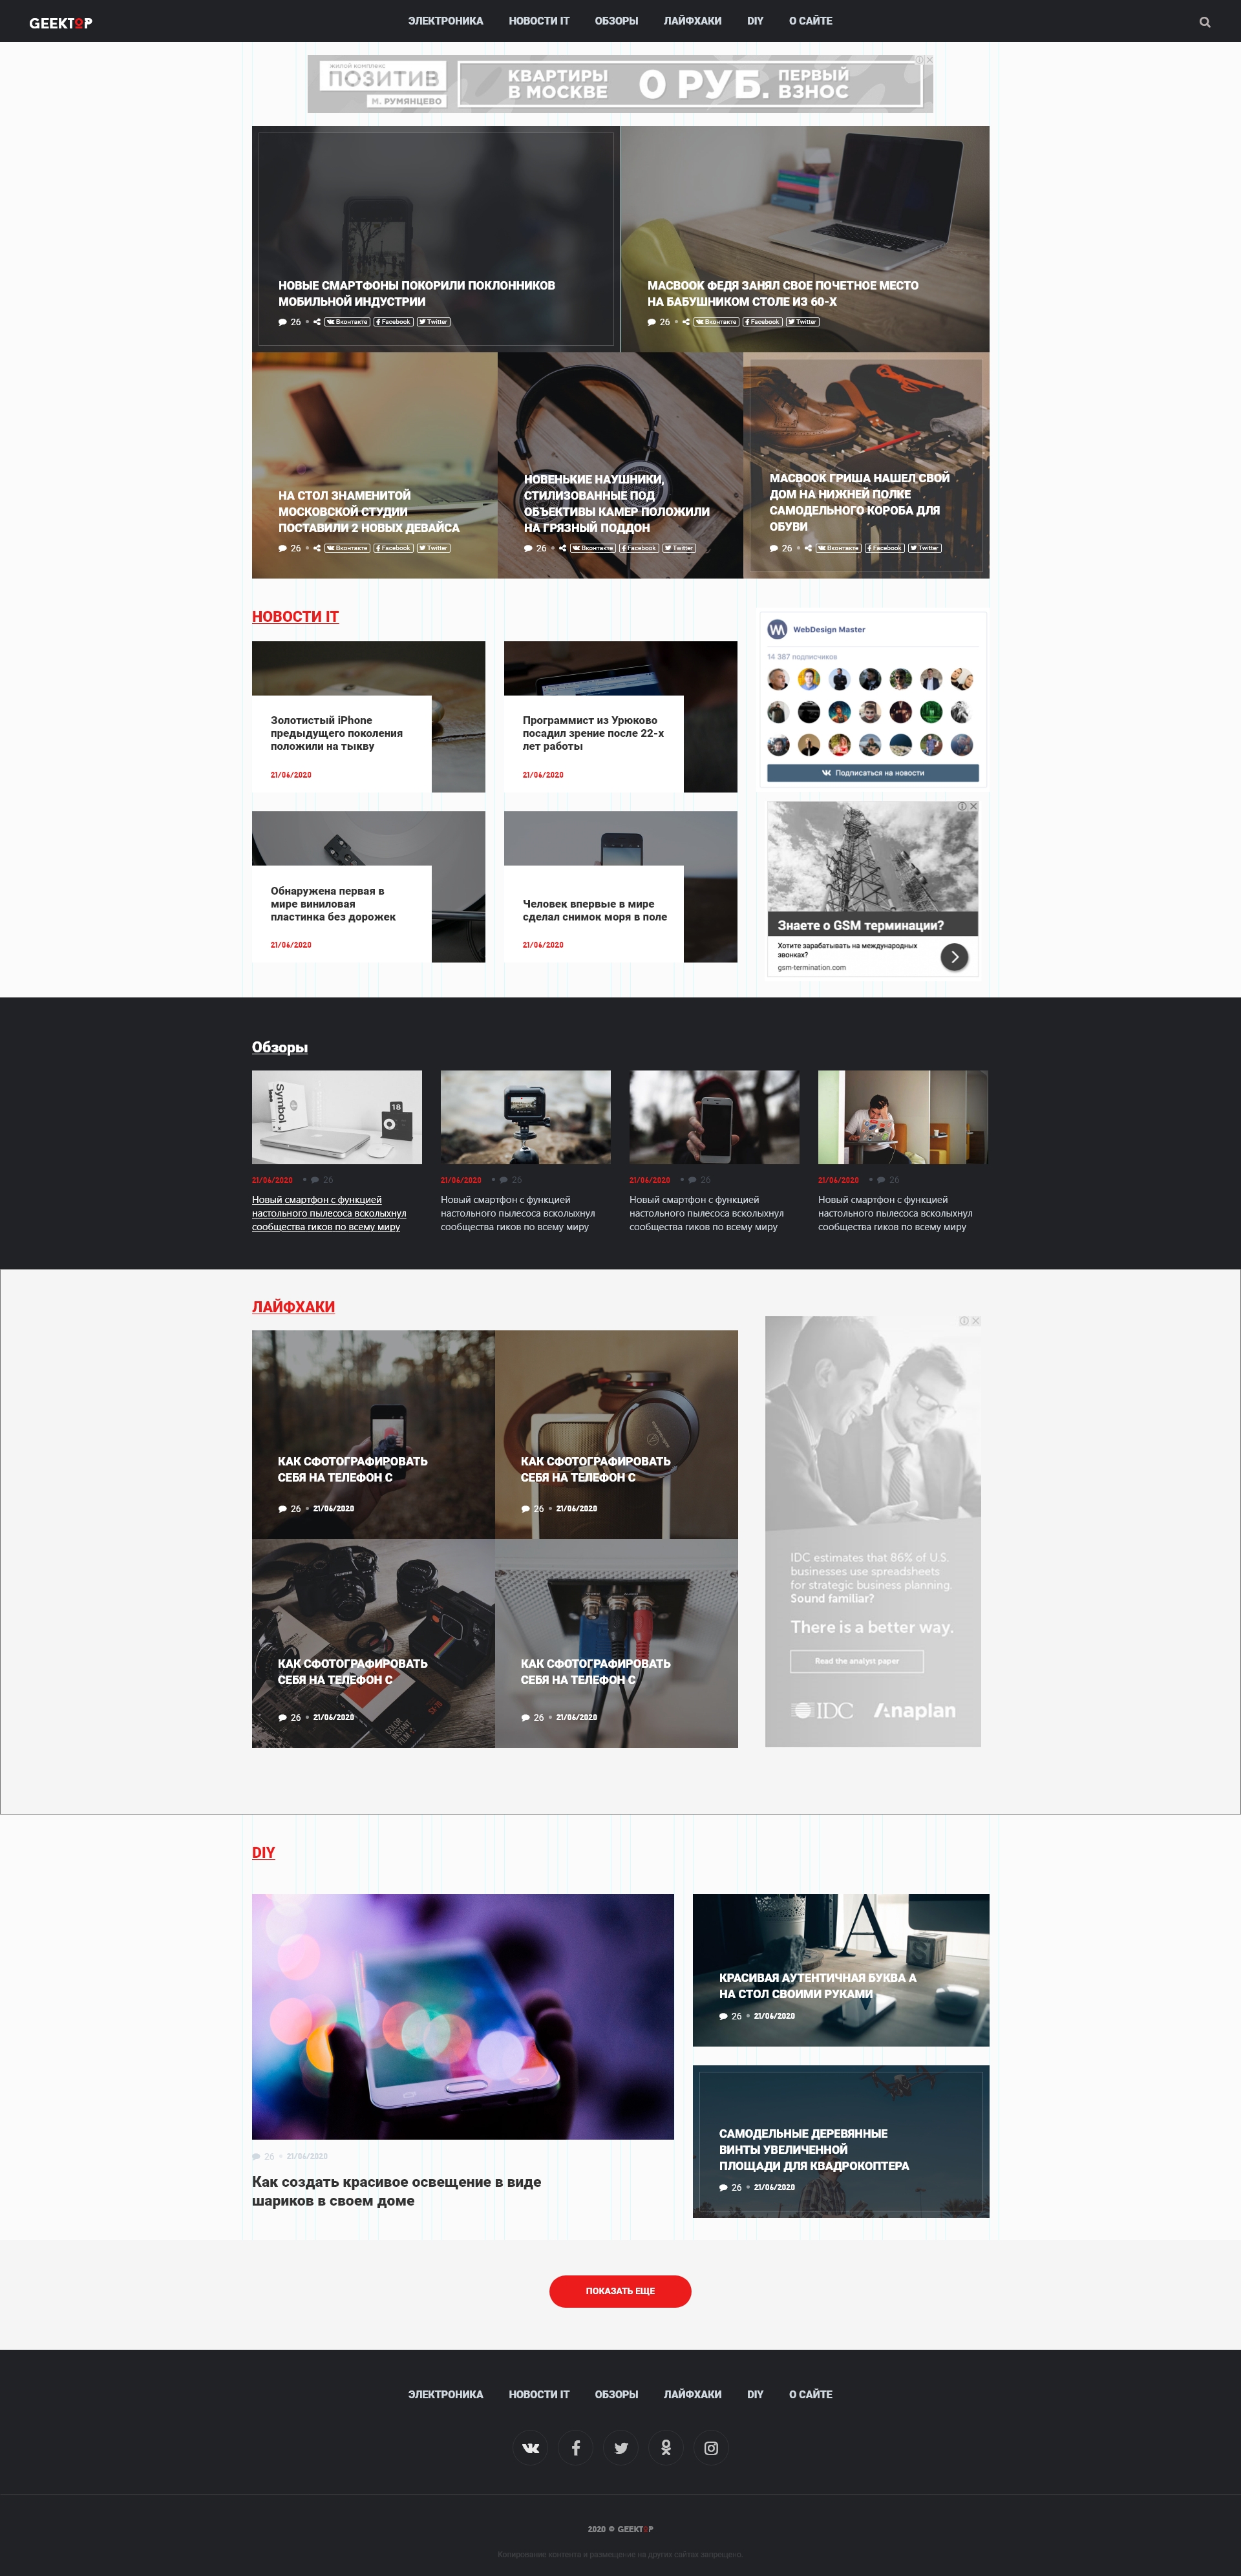 GEEKTOP
ЭЛЕКТРОНИКА НОВОСТИ IT ОБЗОРЫ ЛАЙФХАКИ DIY О САЙТЕ
ЖИЛОЙ КОМПЛЕКС
ПОЗИТИВ
М. РУМЯНЦЕВО
КВАРТИРЫ
В МОСКВЕ
0 РУБ.
ПЕРВЫЙ
ВЗНОС
НОВЫЕ СМАРТФОНЫ ПОКОРИЛИ ПОКЛОННИКОВ
МОБИЛЬНОЙ ИНДУСТРИИ
26 Вконтакте Facebook Twitter
MACBOOK ФЕДЯ ЗАНЯЛ СВОЕ ПОЧЕТНОЕ МЕСТО
НА БАБУШНИКОМ СТОЛЕ ИЗ 60-Х
26 Вконтакте Facebook Twitter
НА СТОЛ ЗНАМЕНИТОЙ
МОСКОВСКОЙ СТУДИИ
ПОСТАВИЛИ 2 НОВЫХ ДЕВАЙСА
26 Вконтакте Facebook Twitter
НОВЕНЬКИЕ НАУШНИКИ,
СТИЛИЗОВАННЫЕ ПОД
ОБЪЕКТИВЫ КАМЕР ПОЛОЖИЛИ
НА ГРЯЗНЫЙ ПОДДОН
26 Вконтакте Facebook Twitter
MACBOOK ГРИША НАШЕЛ СВОЙ
ДОМ НА НИЖНЕЙ ПОЛКЕ
САМОДЕЛЬНОГО КОРОБА ДЛЯ
ОБУВИ
26 Вконтакте Facebook Twitter
НОВОСТИ IT
Золотистый iPhone
предыдущего поколения
положили на тыкву
21/06/2020
Программист из Урюково
посадил зрение после 22-х
лет работы
21/06/2020
Обнаружена первая в
мире виниловая
пластинка без дорожек
21/06/2020
Человек впервые в мире
сделал снимок моря в поле
21/06/2020
WebDesign Master
14 387 подписчиков
Подписаться на новости
Знаете о GSM терминации?
Хотите зарабатывать на международных
звонках?
gsm-termination.com
Обзоры
Symbol
18
21/06/2020 26
Новый смартфон с функцией
настольного пылесоса всколыхнул
сообщества гиков по всему миру
21/06/2020 26
Новый смартфон с функцией
настольного пылесоса всколыхнул
сообщества гиков по всему миру
21/06/2020 26
Новый смартфон с функцией
настольного пылесоса всколыхнул
сообщества гиков по всему миру
21/06/2020 26
Новый смартфон с функцией
настольного пылесоса всколыхнул
сообщества гиков по всему миру
ЛАЙФХАКИ
КАК СФОТОГРАФИРОВАТЬ
СЕБЯ НА ТЕЛЕФОН С
26 21/06/2020
КАК СФОТОГРАФИРОВАТЬ
СЕБЯ НА ТЕЛЕФОН С
26 21/06/2020
КАК СФОТОГРАФИРОВАТЬ
СЕБЯ НА ТЕЛЕФОН С
26 21/06/2020
COLOR
INSTANT
FILM
SX-70
КАК СФОТОГРАФИРОВАТЬ
СЕБЯ НА ТЕЛЕФОН С
26 21/06/2020
IDC estimates that 86% of U.S.
businesses use spreadsheets
for strategic business planning.
Sound familiar?
There is a better way.
Read the analyst paper
IDC Anaplan
DIY
26 21/06/2020
Как создать красивое освещение в виде
шариков в своем доме
A
КРАСИВАЯ АУТЕНТИЧНАЯ БУКВА А
НА СТОЛ СВОИМИ РУКАМИ
26 21/06/2020
САМОДЕЛЬНЫЕ ДЕРЕВЯННЫЕ
ВИНТЫ УВЕЛИЧЕННОЙ
ПЛОЩАДИ ДЛЯ КВАДРОКОПТЕРА
26 21/06/2020
ПОКАЗАТЬ ЕЩЕ
ЭЛЕКТРОНИКА НОВОСТИ IT ОБЗОРЫ ЛАЙФХАКИ DIY О САЙТЕ
2020 © GEEKTOP
Копирование контента и размещение на других сайтах запрещено.